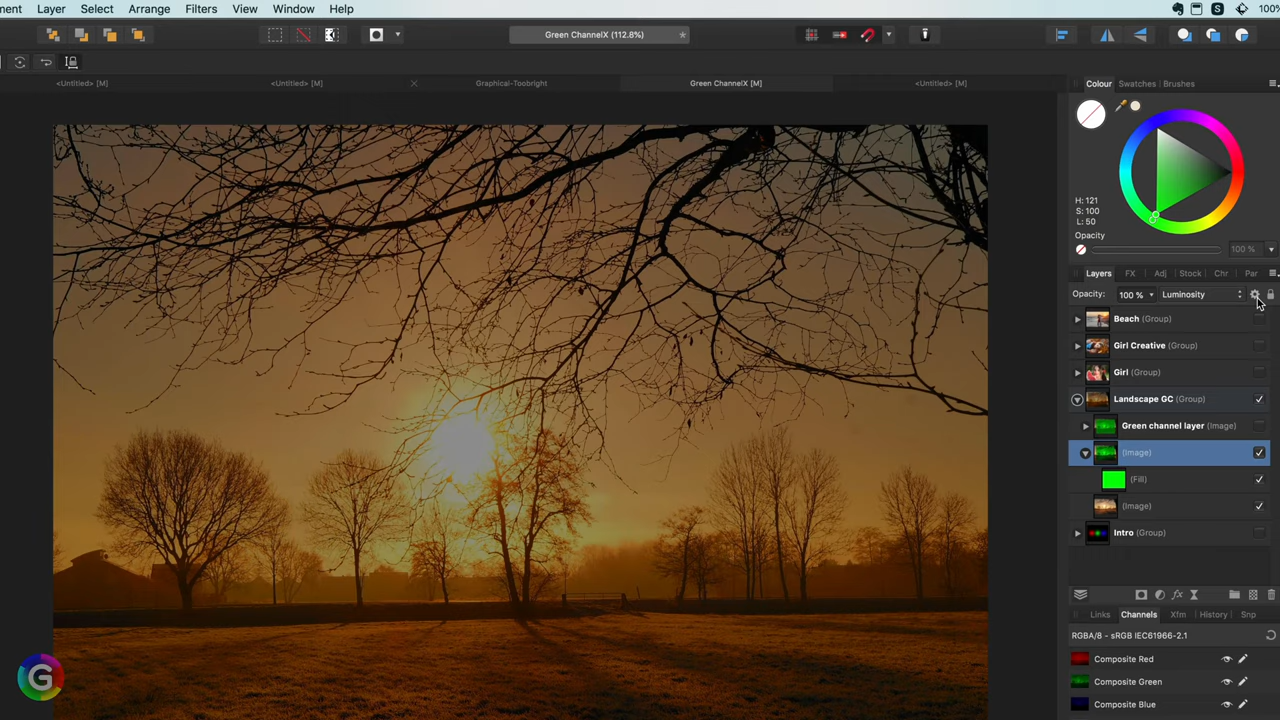 ment Layer Select Arrange Filters View Window Help 100%
Green ChannelX (112.8%) *
<Untitled> [M] <Untitled> [M] Graphical-Toobright Green ChannelX [M] <Untitled> [M]
Colour Swatches Brushes
H: 121
S: 100
L: 50
Opacity
100 %
Layers FX Adj Stock Chr Par
Opacity: 100 % Luminosity
Beach (Group)
Girl Creative (Group)
Girl (Group)
Landscape GC (Group)
Green channel layer (Image)
(Image)
(Fill)
(Image)
Intro (Group)
Links Channels Xfm History Snp
RGBA/8 - sRGB IEC61966-2.1
Composite Red
Composite Green
Composite Blue
G